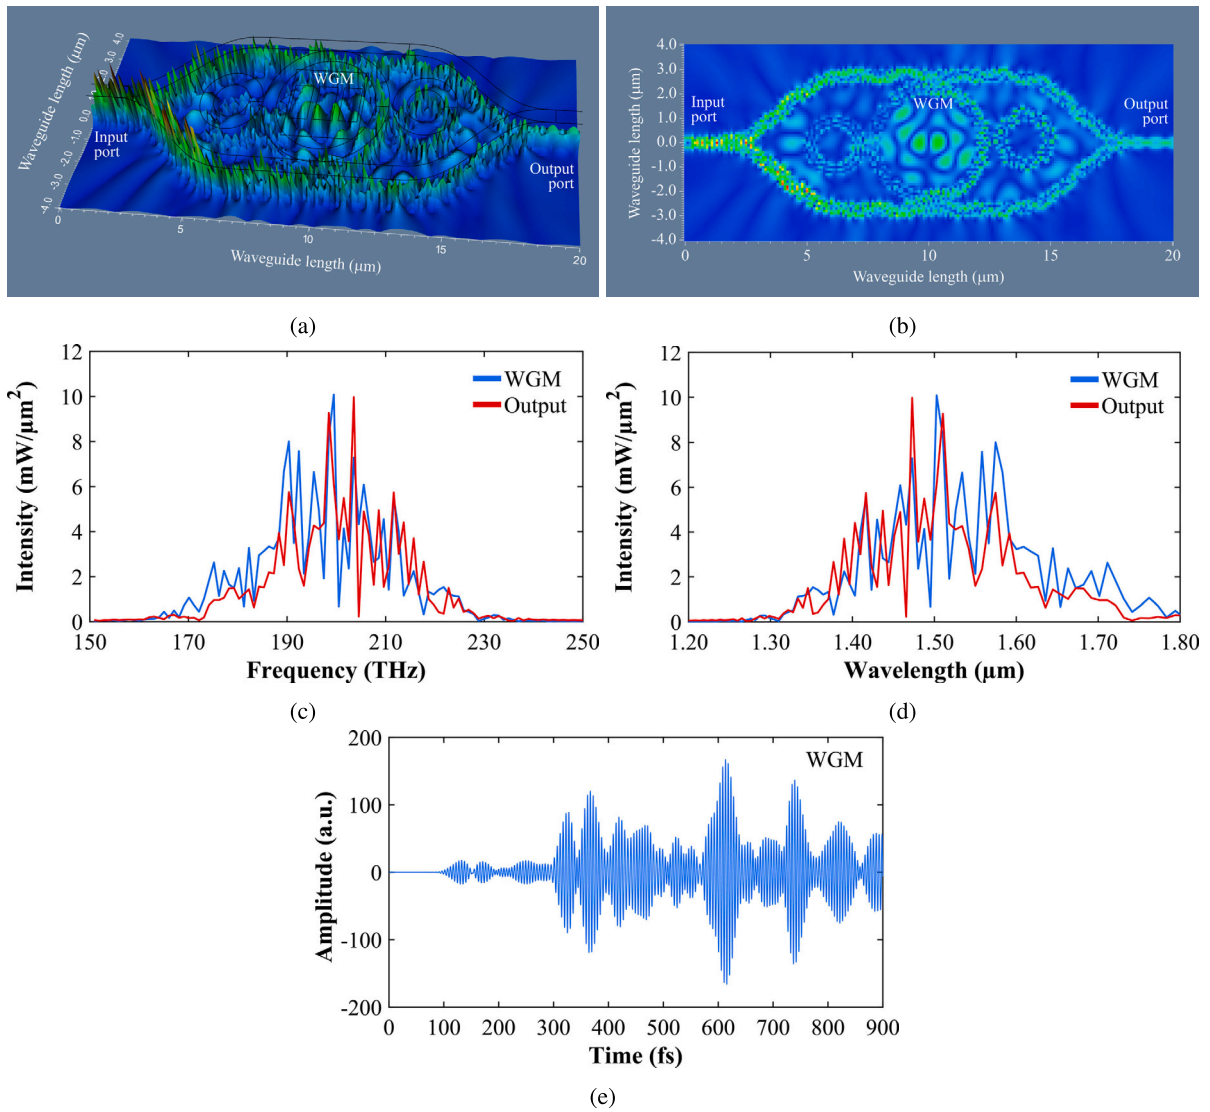 4.0
3.0
2.0
1.0
0.0
-1.0
-2.0
-3.0
-4.0
Waveguide length (μm)
WGM
Input
port
Output
port
0
5
10
15
20
Waveguide length (μm)
(a)
4.0
3.0
2.0
1.0
0.0
-1.0
-2.0
-3.0
-4.0
Waveguide length (μm)
Input
port
WGM
Output
port
0 5 10 15 20
Waveguide length (μm)
(b)
12
10
8
6
4
2
0
Intensity (mW/μm²)
WGM
Output
150 170 190 210 230 250
Frequency (THz)
(c)
12
10
8
6
4
2
0
Intensity (mW/μm²)
WGM
Output
1.20 1.30 1.40 1.50 1.60 1.70 1.80
Wavelength (μm)
(d)
200
100
0
-100
-200
Amplitude (a.u.)
WGM
0 100 200 300 400 500 600 700 800 900
Time (fs)
(e)